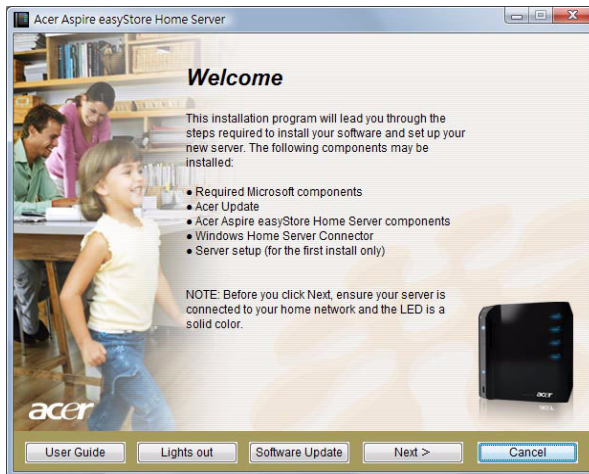 Acer Aspire easyStore Home Server
Welcome
This installation program will lead you through the
steps required to install your software and set up your
new server. The following components may be
installed:
● Required Microsoft components
● Acer Update
● Acer Aspire easyStore Home Server components
● Windows Home Server Connector
● Server setup (for the first install only)
NOTE: Before you click Next, ensure your server is
connected to your home network and the LED is a
solid color.
acer
User Guide
Lights out
Software Update
Next >
Cancel